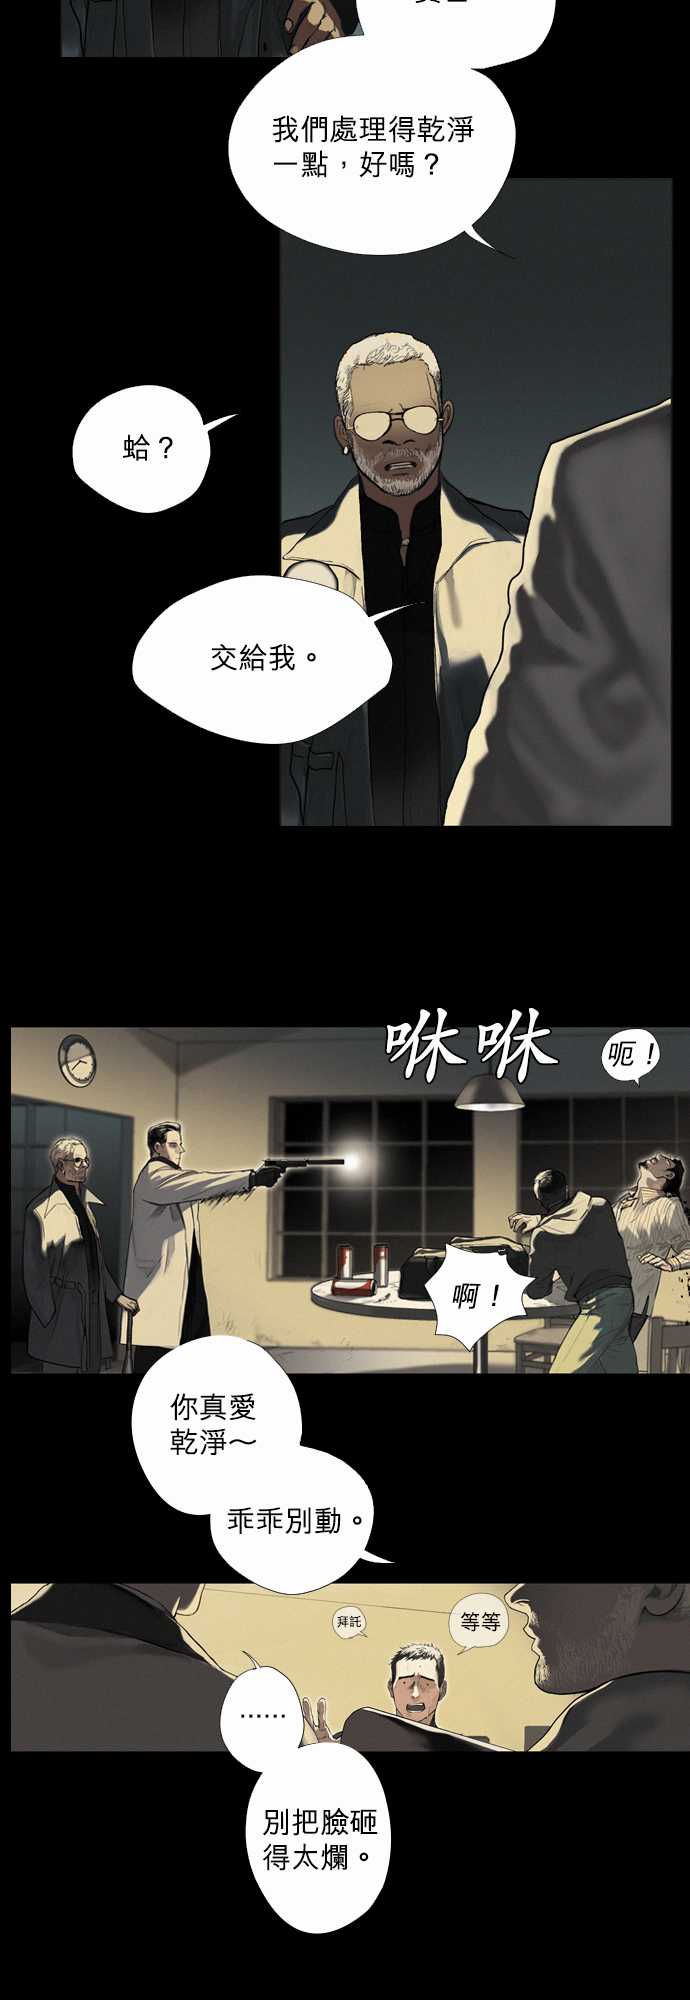 我們處理得乾淨
一點，好嗎？
蛤？
交給我。
咻咻
呃！
啊！
你真愛
乾淨～
乖乖別動。
拜託
等等
……
別把臉砸
得太爛。